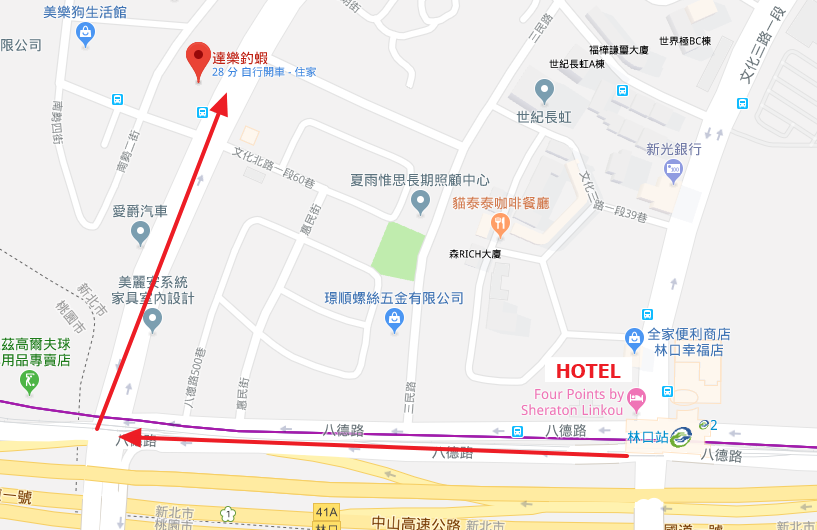 美樂狗生活館
限公司
達樂釣蝦
28 分 自行開車 - 住家
南勢四街
南勢二街
三民路
福樺謙璽大廈
世界極BC棟
世紀長虹A棟
文化三路一段
世紀長虹
新光銀行
文化北路一段60巷
夏雨惟思長期照顧中心
貓泰泰咖啡餐廳
文化三路一段39巷
愛爵汽車
惠民街
森RICH大廈
美麗安系統
家具室內設計
新北市
桃園市
璟順螺絲五金有限公司
全家便利商店
林口幸福店
茲高爾夫球
用品專賣店
八德路500巷
惠民街
三民路
HOTEL
Four Points by
Sheraton Linkou
八德路
八德路
林口站
e2
八德路
八德路
八德路
一號
新北市
桃園市
1
41A
林口
中山高速公路
新北市
國道一號